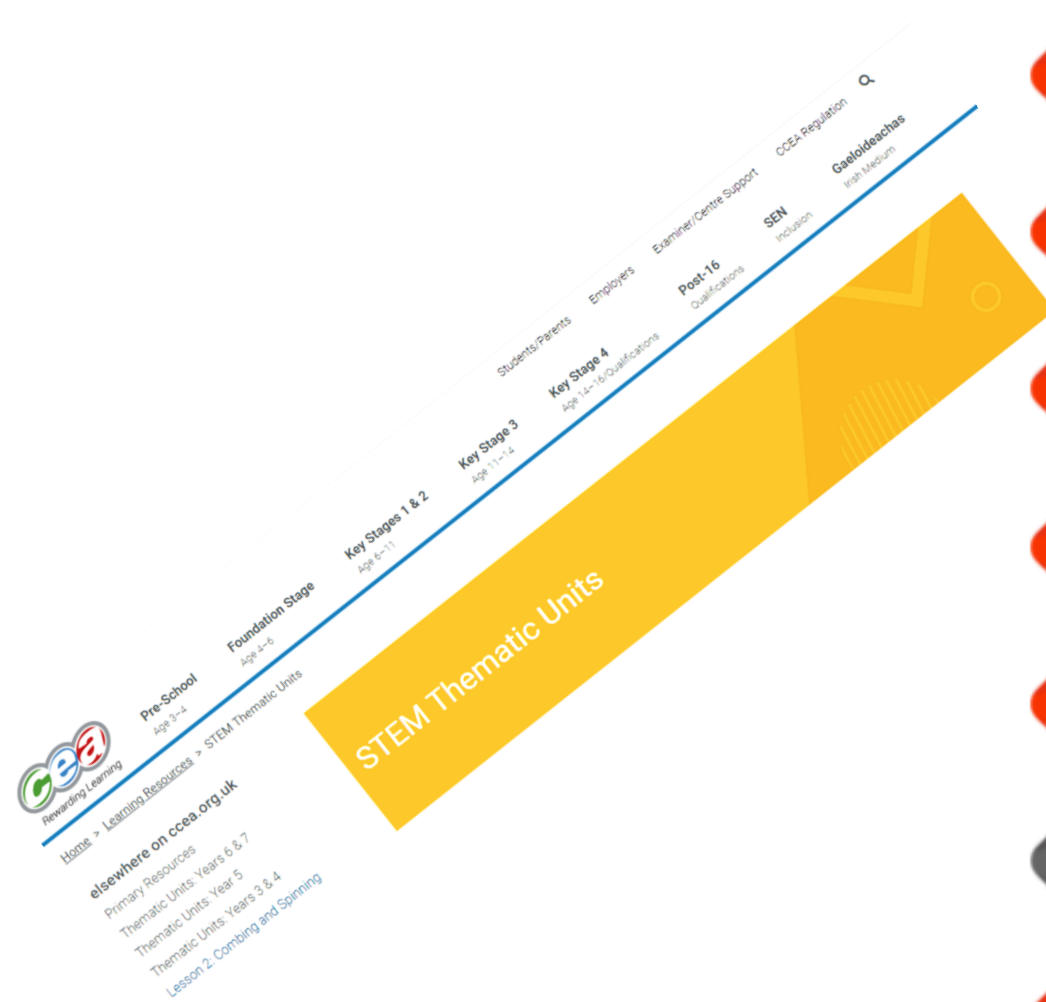 Students/Parents
Employers
Examiner/Centre Support
CCEA Regulation
ccea
Rewarding Learning
Pre-School
Age 3–4
Foundation Stage
Age 4–6
Key Stages 1 & 2
Age 6–11
Key Stage 3
Age 11–14
Key Stage 4
Age 14–16/Qualifications
Post-16
Qualifications
SEN
Inclusion
Gaeloideachas
Irish Medium
Home > Learning Resources > STEM Thematic Units
STEM Thematic Units
elsewhere on ccea.org.uk
Primary Resources
Thematic Units: Years 6 & 7
Thematic Units: Year 5
Thematic Units: Years 3 & 4
Lesson 2: Combing and Spinning